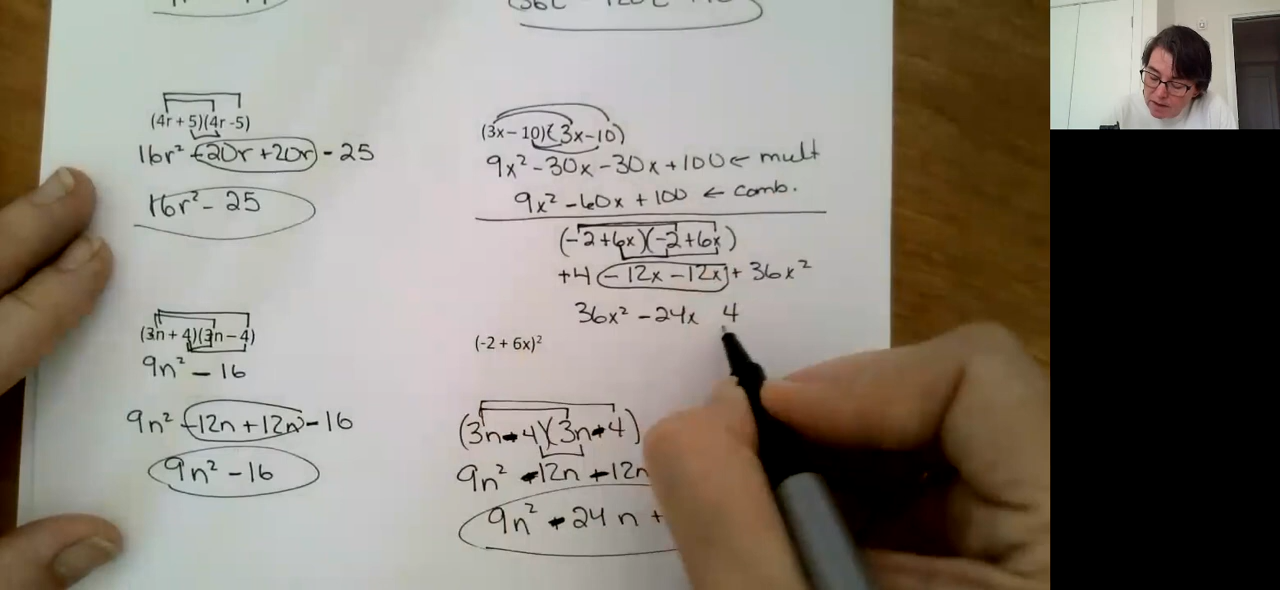 (4r + 5)(4r - 5)
16r² -20r + 20r - 25
16r² - 25
(3n + 4)(3n - 4)
9n² - 16
9n² -12n + 12n - 16
9n² - 16
(3x - 10)(3x - 10)
9x² - 30x - 30x + 100 ← mult
9x² - 60x + 100 ← comb.
(-2 + 6x)(-2 + 6x)
+4 - 12x - 12x + 36x²
36x² - 24x 4
(-2 + 6x)²
(3n - 4)(3n - 4)
9n² - 12n + 12n
9n² - 24n +